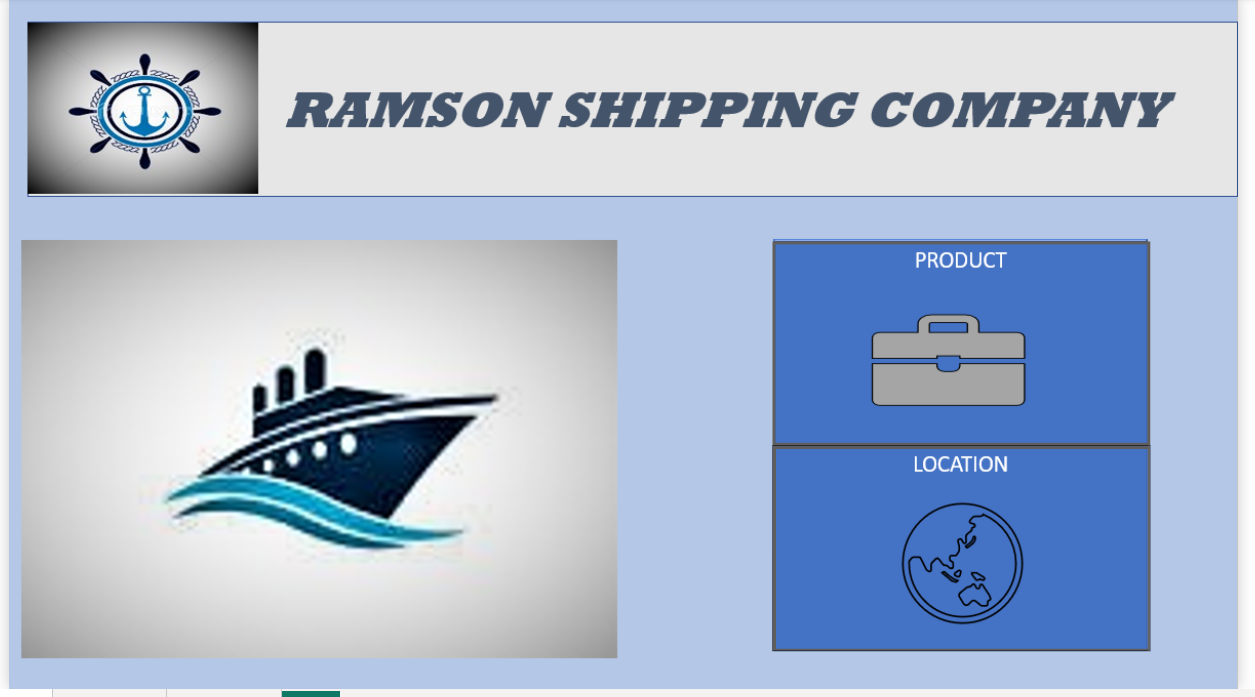 RAMSON SHIPPING COMPANY
PRODUCT
LOCATION